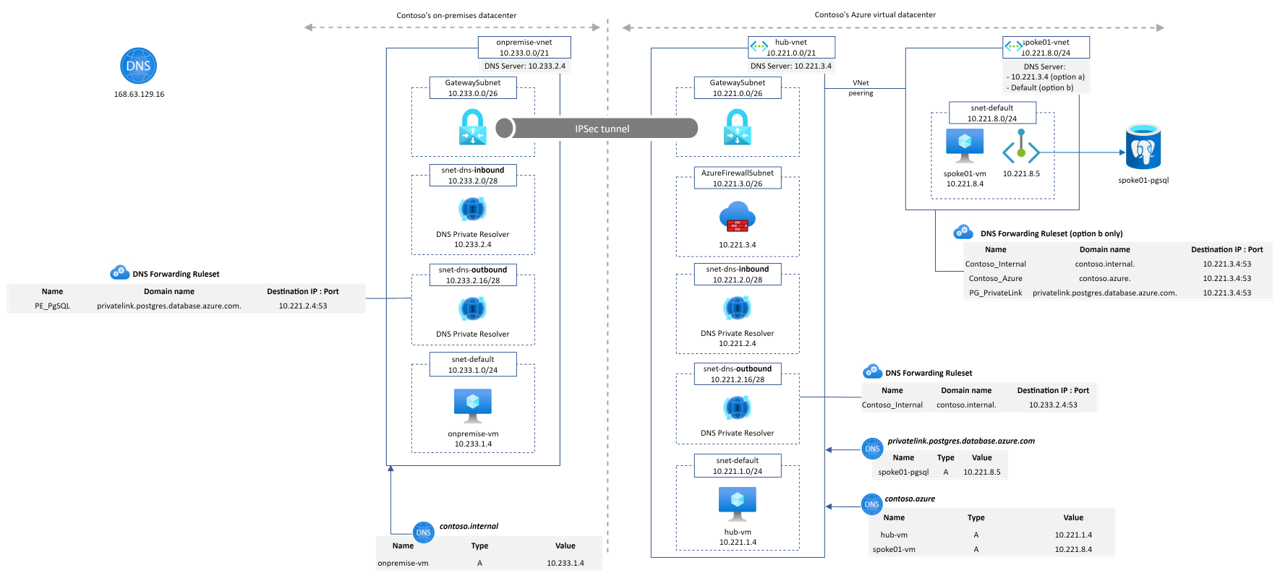 Contoso's on-premises datacenter
Contoso's Azure virtual datacenter
DNS
168.63.129.16
onpremise-vnet
10.233.0.0/21
DNS Server: 10.233.2.4
GatewaySubnet
10.233.0.0/26
IPSec tunnel
snet-dns-inbound
10.233.2.0/28
DNS Private Resolver
10.233.2.4
snet-dns-outbound
10.233.2.16/28
DNS Private Resolver
snet-default
10.233.1.0/24
onpremise-vm
10.233.1.4
DNS Forwarding Ruleset
Name Domain name Destination IP : Port
PE_PgSQL privatelink.postgres.database.azure.com. 10.221.2.4:53
DNS
contoso.internal
Name Type Value
onpremise-vm A 10.233.1.4
hub-vnet
10.221.0.0/21
DNS Server: 10.221.3.4
GatewaySubnet
10.221.0.0/26
AzureFirewallSubnet
10.221.3.0/26
10.221.3.4
snet-dns-inbound
10.221.2.0/28
DNS Private Resolver
10.221.2.4
snet-dns-outbound
10.221.2.16/28
DNS Private Resolver
snet-default
10.221.1.0/24
hub-vm
10.221.1.4
VNet
peering
spoke01-vnet
10.221.8.0/24
DNS Server:
- 10.221.3.4 (option a)
- Default (option b)
snet-default
10.221.8.0/24
spoke01-vm
10.221.8.4
10.221.8.5
spoke01-pgsql
DNS Forwarding Ruleset (option b only)
Name Domain name Destination IP : Port
Contoso_Internal contoso.internal. 10.221.3.4:53
Contoso_Azure contoso.azure. 10.221.3.4:53
PG_PrivateLink privatelink.postgres.database.azure.com. 10.221.3.4:53
DNS Forwarding Ruleset
Name Domain name Destination IP : Port
Contoso_Internal contoso.internal. 10.233.2.4:53
DNS
privatelink.postgres.database.azure.com
Name Type Value
spoke01-pgsql A 10.221.8.5
DNS
contoso.azure
Name Type Value
hub-vm A 10.221.1.4
spoke01-vm A 10.221.8.4